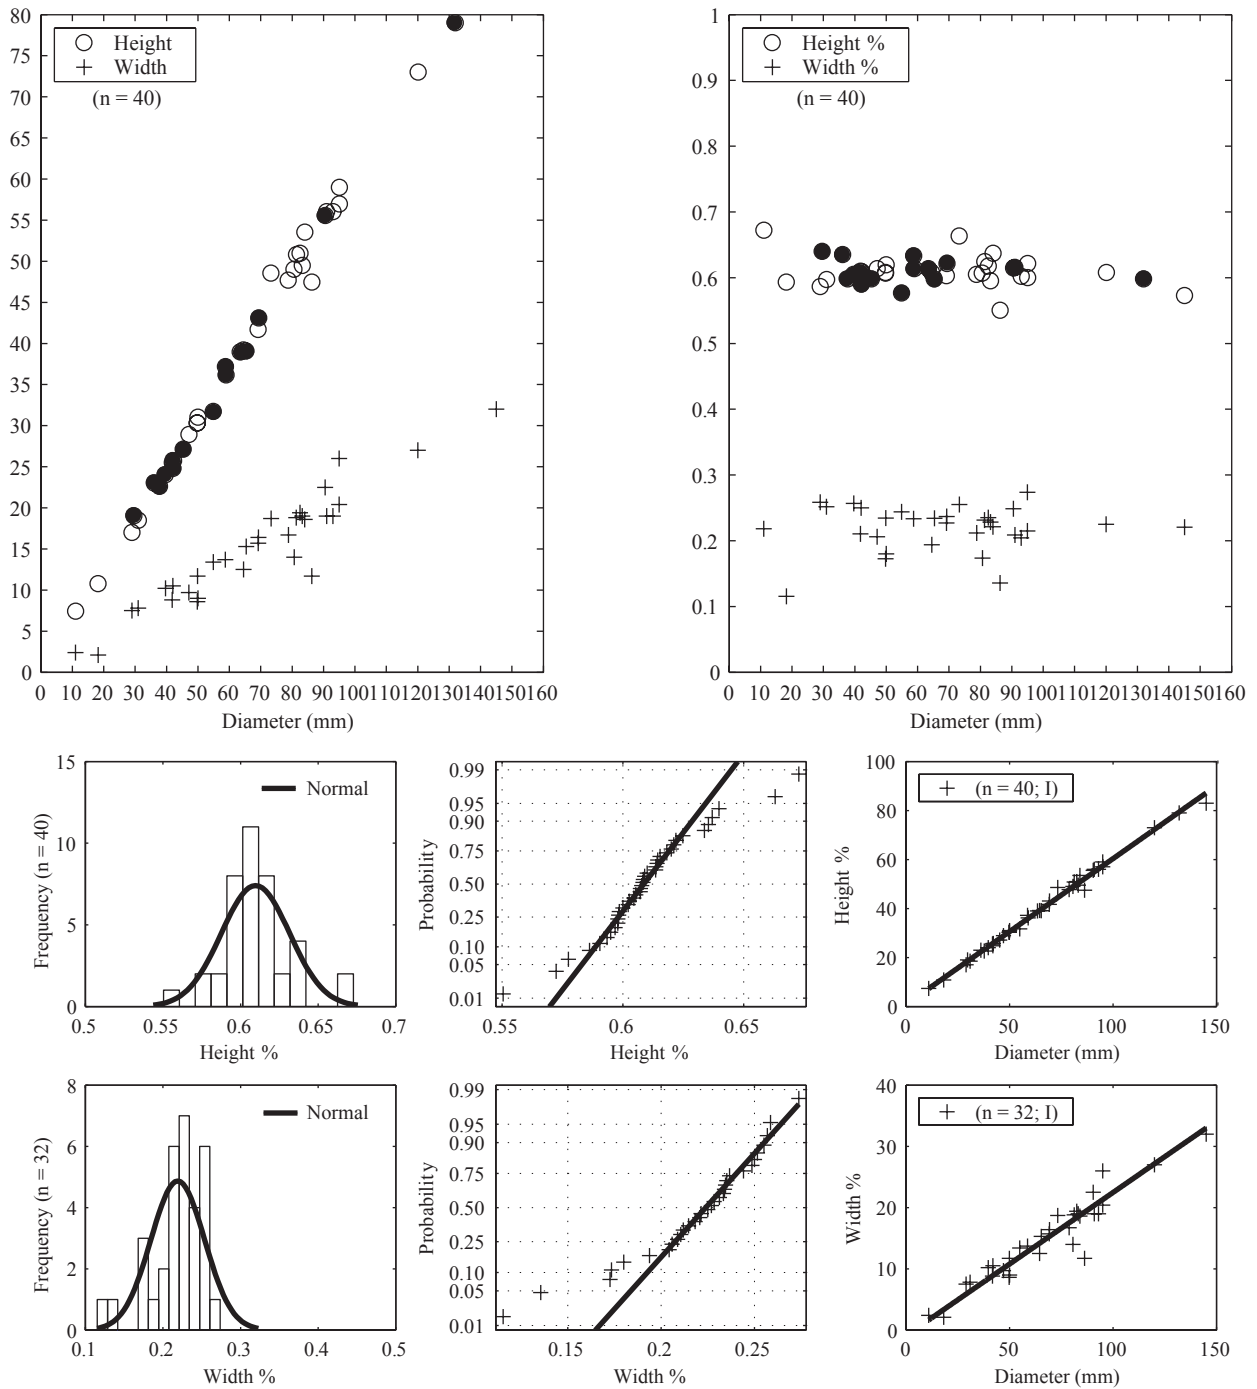 80
75
70
65
60
55
50
45
40
35
30
25
20
15
10
5
0
Height
Width
(n = 40)
0 10 20 30 40 50 60 70 80 90 100 110 120 130 140 150 160
Diameter (mm)
1
0.9
0.8
0.7
0.6
0.5
0.4
0.3
0.2
0.1
0
Height %
Width %
(n = 40)
0 10 20 30 40 50 60 70 80 90 100 110 120 130 140 150 160
Diameter (mm)
15
10
5
0
Frequency (n = 40)
Normal
0.5 0.55 0.6 0.65 0.7
Height %
0.99
0.95
0.90
0.75
0.50
0.25
0.10
0.05
0.01
Probability
0.55 0.6 0.65
Height %
100
80
60
40
20
0
Height %
(n = 40; I)
0 50 100 150
Diameter (mm)
8
6
4
2
0
Frequency (n = 32)
Normal
0.1 0.2 0.3 0.4 0.5
Width %
0.99
0.95
0.90
0.75
0.50
0.25
0.10
0.05
0.01
Probability
0.15 0.2 0.25
Width %
40
30
20
10
0
Width %
(n = 32; I)
0 50 100 150
Diameter (mm)